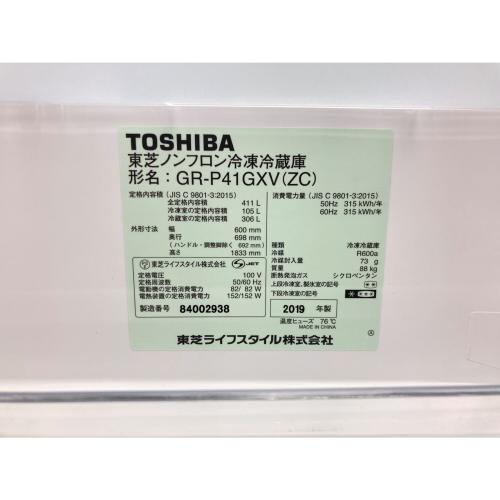 TOSHIBA
東芝ノンフロン冷凍冷蔵庫
形名：GR-P41GXV(ZC)
定格内容積（JIS C 9801-3:2015）
全定格内容積 411 L
冷凍室の定格内容積 105 L
冷蔵室の定格内容積 306 L
外形寸法 幅 600 mm
奥行 698 mm
（ハンドル・調整脚除く 692 mm）
高さ 1833 mm
東芝ライフスタイル株式会社 JET
定格電圧 100 V
定格周波数 50/60 Hz
電動機の定格消費電力 82/ 82 W
電熱装置の定格消費電力 152/152 W
製造番号 84002938
消費電力量（JIS C 9801-3:2015）
50Hz 315 kWh/年
60Hz 315 kWh/年
種類 冷凍冷蔵庫
冷媒 R600a
冷媒封入量 73 g
質量 88 kg
断熱発泡ガス シクロペンタン
上段冷凍室、製氷室の記号
下段冷凍室の記号
2019 年製
温度ヒューズ 76℃
MADE IN CHINA
Ⓐ
東芝ライフスタイル株式会社